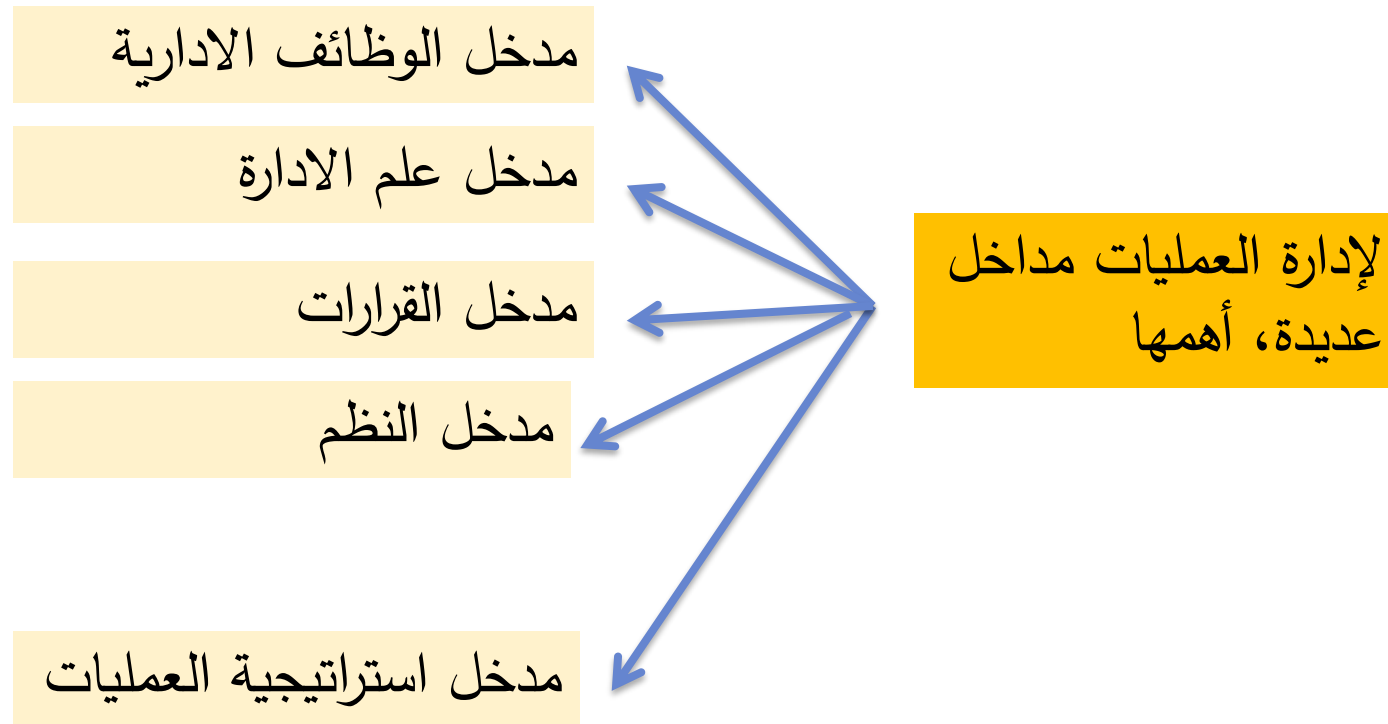 لإدارة العمليات مداخل
عديدة، أهمها
مدخل الوظائف الادارية
مدخل علم الادارة
مدخل القرارات
مدخل النظم
مدخل استراتيجية العمليات